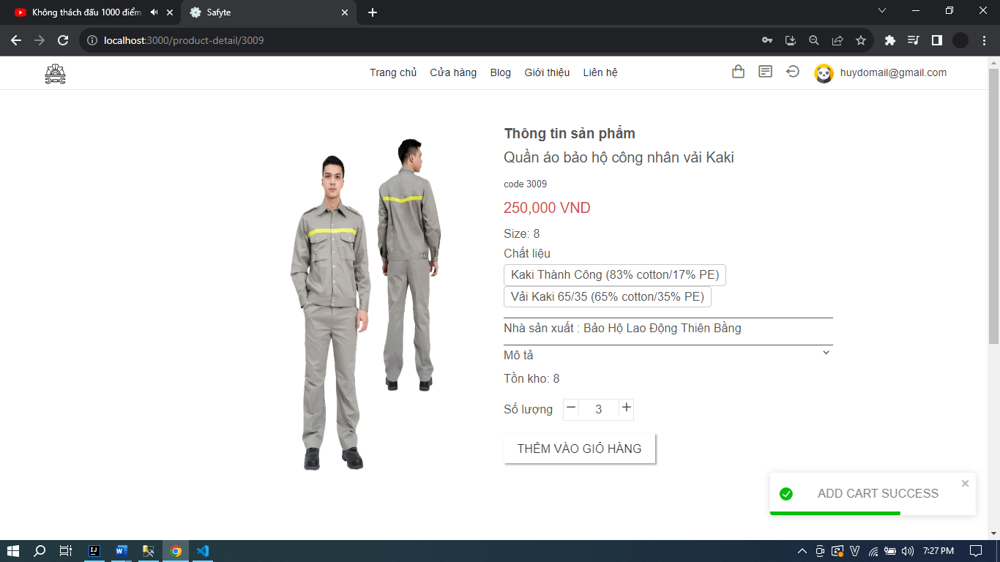 Không thách đấu 1000 điểm
Safyte
localhost:3000/product-detail/3009
Trang chủ
Cửa hàng
Blog
Giới thiệu
Liên hệ
huydomail@gmail.com
Thông tin sản phẩm
Quần áo bảo hộ công nhân vải Kaki
code 3009
250,000 VND
Size: 8
Chất liệu
Kaki Thành Công (83% cotton/17% PE)
Vải Kaki 65/35 (65% cotton/35% PE)
Nhà sản xuất : Bảo Hộ Lao Động Thiên Bằng
Mô tả
Tồn kho: 8
Số lượng
3
THÊM VÀO GIỎ HÀNG
ADD CART SUCCESS
7:27 PM